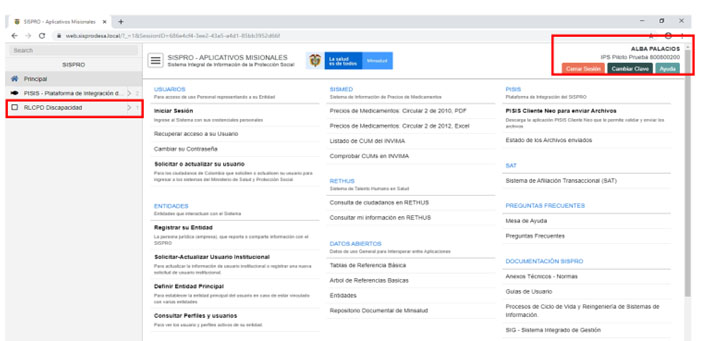 SISPRO - Aplicativos Misionales
web.sisprodesa.local/?_=1&SessionID=686e4cf4-3ee2-43a5-a4d1-85bb3952d66f
Search
SISPRO
Principal
PISIS - Plataforma de Integración d...
RLCPD Discapacidad
SISPRO - APLICATIVOS MISIONALES
Sistema Integral de Información de la Protección Social
La salud
es de todos
Minsalud
ALBA PALACIOS
IPS Piloto Prueba 800800200
Cerrar Sesión
Cambiar Clave
Ayuda
USUARIOS
Para acceso de uso Personal representando a su Entidad
Iniciar Sesión
Ingrese al Sistema con sus credenciales personales
Recuperar acceso a su Usuario
Cambiar su Contraseña
Solicitar o actualizar su usuario
Para los ciudadanos de Colombia que soliciten o actualicen su usuario para
ingresar a los sistemas del Ministerio de Salud y Protección Social.
ENTIDADES
Entidades que interactúan con el Sistema
Registrar su Entidad
La persona jurídica (empresa), que reporta o comparte información con el
SISPRO
Solicitar-Actualizar Usuario Institucional
Para actualizar la información de usuario institucional o registrar una nueva
solicitud de usuario institucional.
Definir Entidad Principal
Para establecer la entidad principal del usuario en caso de estar vinculado
con varias entidades
Consultar Perfiles y usuarios
Para ver los usuario y perfiles activos de su entidad.
SISMED
Sistema de Información de Precios de Medicamentos
Precios de Medicamentos: Circular 2 de 2010, PDF
Precios de Medicamentos: Circular 2 de 2012, Excel
Listado de CUM del INVIMA
Comprobar CUMs en INVIMA
RETHUS
Sistema de Talento Humano en Salud
Consulta de ciudadanos en RETHUS
Consultar mi información en RETHUS
DATOS ABIERTOS
Datos de uso General para interoperar entre Aplicaciones
Tablas de Referencia Básica
Arbol de Referencias Basicas
Entidades
Repositorio Documental de Minsalud
PISIS
Plataforma de Integración del SISPRO
PISIS Cliente Neo para enviar Archivos
Descargue la aplicación PISIS Cliente Neo que le permite validar y enviar los
archivos
Estado de los Archivos enviados
SAT
Sistema de Afiliación Transaccional (SAT)
PREGUNTAS FRECUENTES
Mesa de Ayuda
Preguntas Frecuentes
DOCUMENTACIÓN SISPRO
Anexos Técnicos - Normas
Guías de Usuario
Procesos de Ciclo de Vida y Reingeniería de Sistemas de
Información.
SIG - Sistema Integrado de Gestión